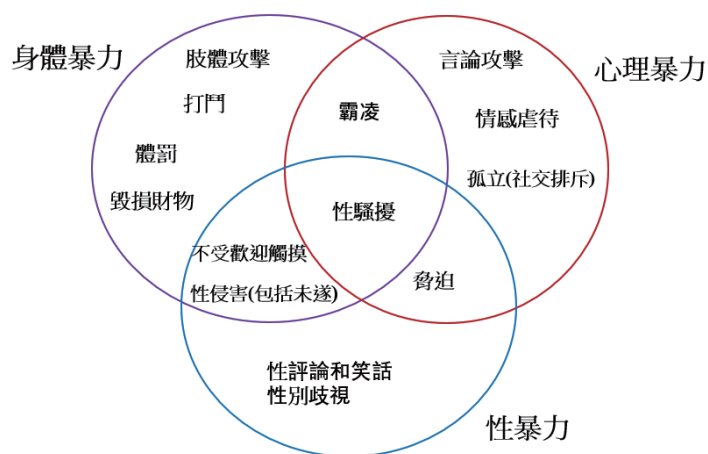 身體暴力
肢體攻擊
言論攻擊
心理暴力
打鬥
霸凌
情感虐待
體罰
孤立(社交排斥)
毀損財物
性騷擾
不受歡迎觸摸
脅迫
性侵害(包括未遂)
性評論和笑話
性別歧視
性暴力